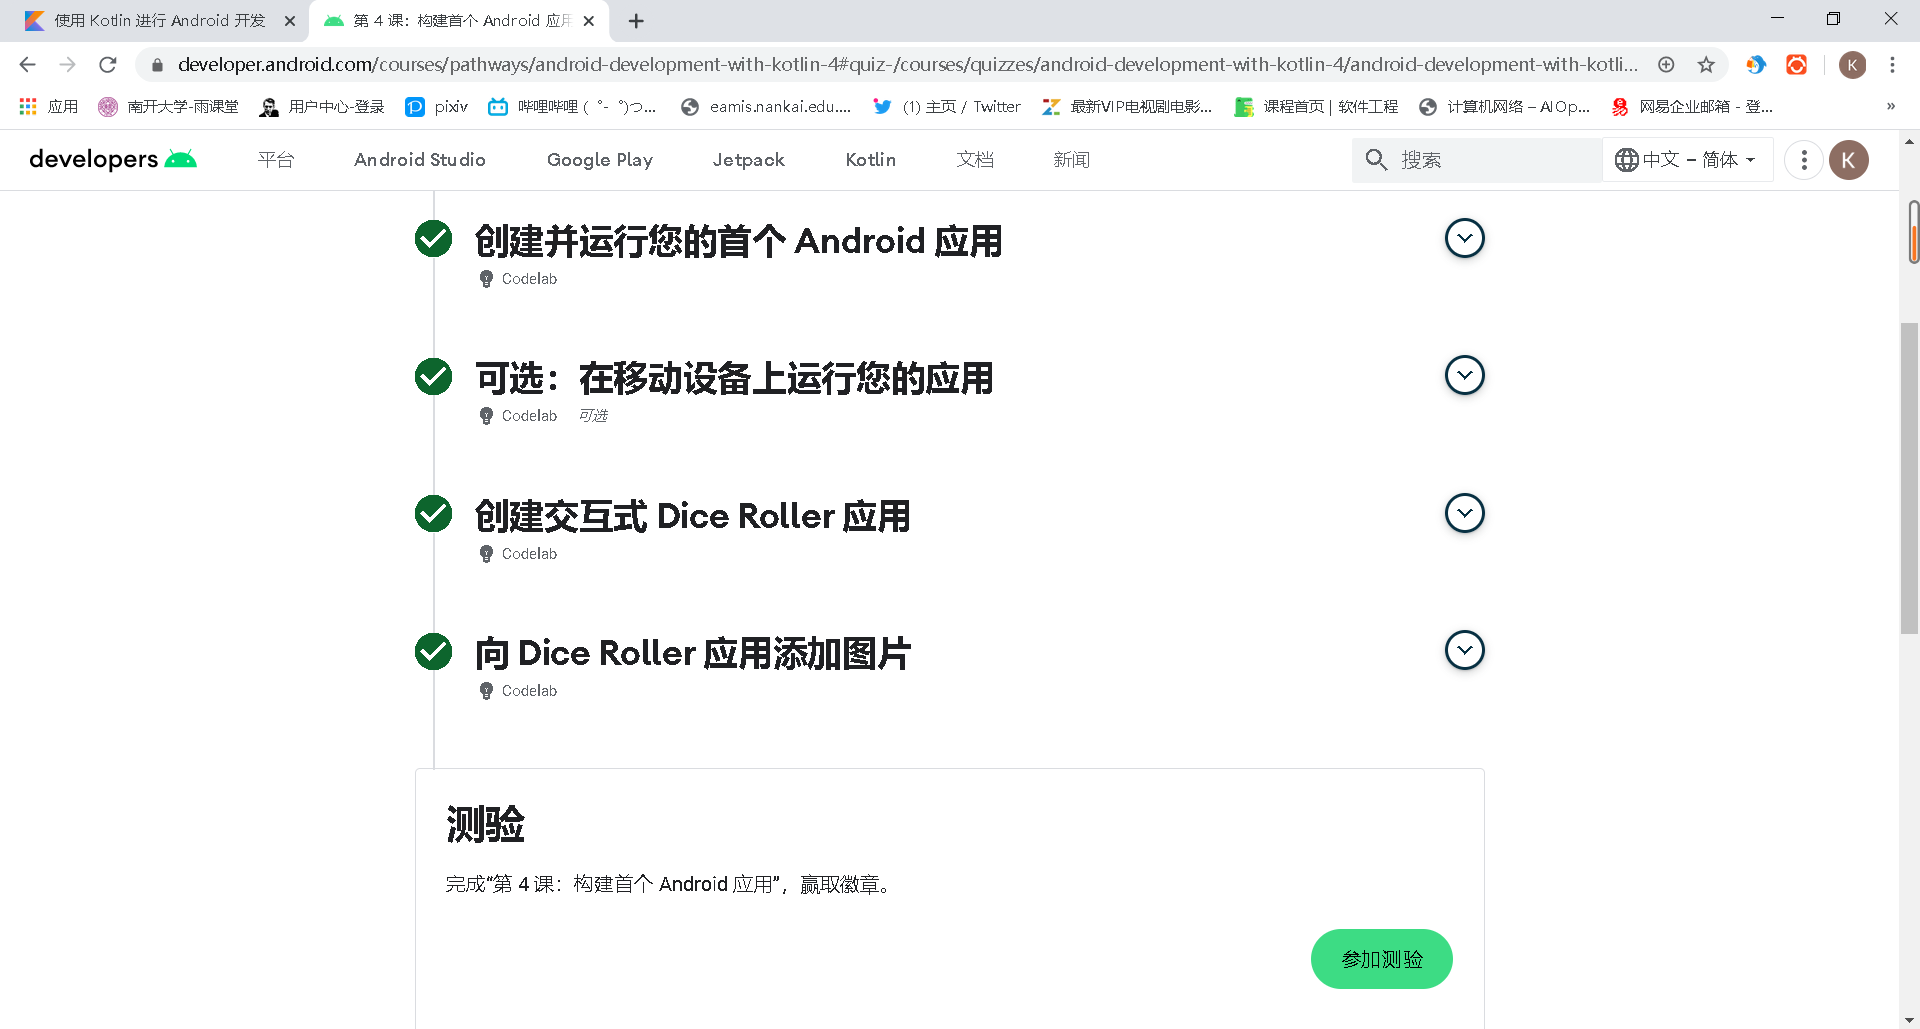 使用 Kotlin 进行 Android 开发
第 4 课：构建首个 Android 应用
developer.android.com/courses/pathways/android-development-with-kotlin-4#quiz-/courses/quizzes/android-development-with-kotlin-4/android-development-with-kotli...
K
应用
南开大学-雨课堂
用户中心-登录
pixiv
哔哩哔哩 (゜-゜)つ...
eamis.nankai.edu....
(1) 主页 / Twitter
最新VIP电视剧电影...
课程首页 | 软件工程
计算机网络 – AIOp...
网易企业邮箱 - 登...
»
developers
平台
Android Studio
Google Play
Jetpack
Kotlin
文档
新闻
搜索
中文 – 简体
K
创建并运行您的首个 Android 应用
Codelab
可选：在移动设备上运行您的应用
Codelab 可选
创建交互式 Dice Roller 应用
Codelab
向 Dice Roller 应用添加图片
Codelab
测验
完成“第 4 课：构建首个 Android 应用”，赢取徽章。
参加测验